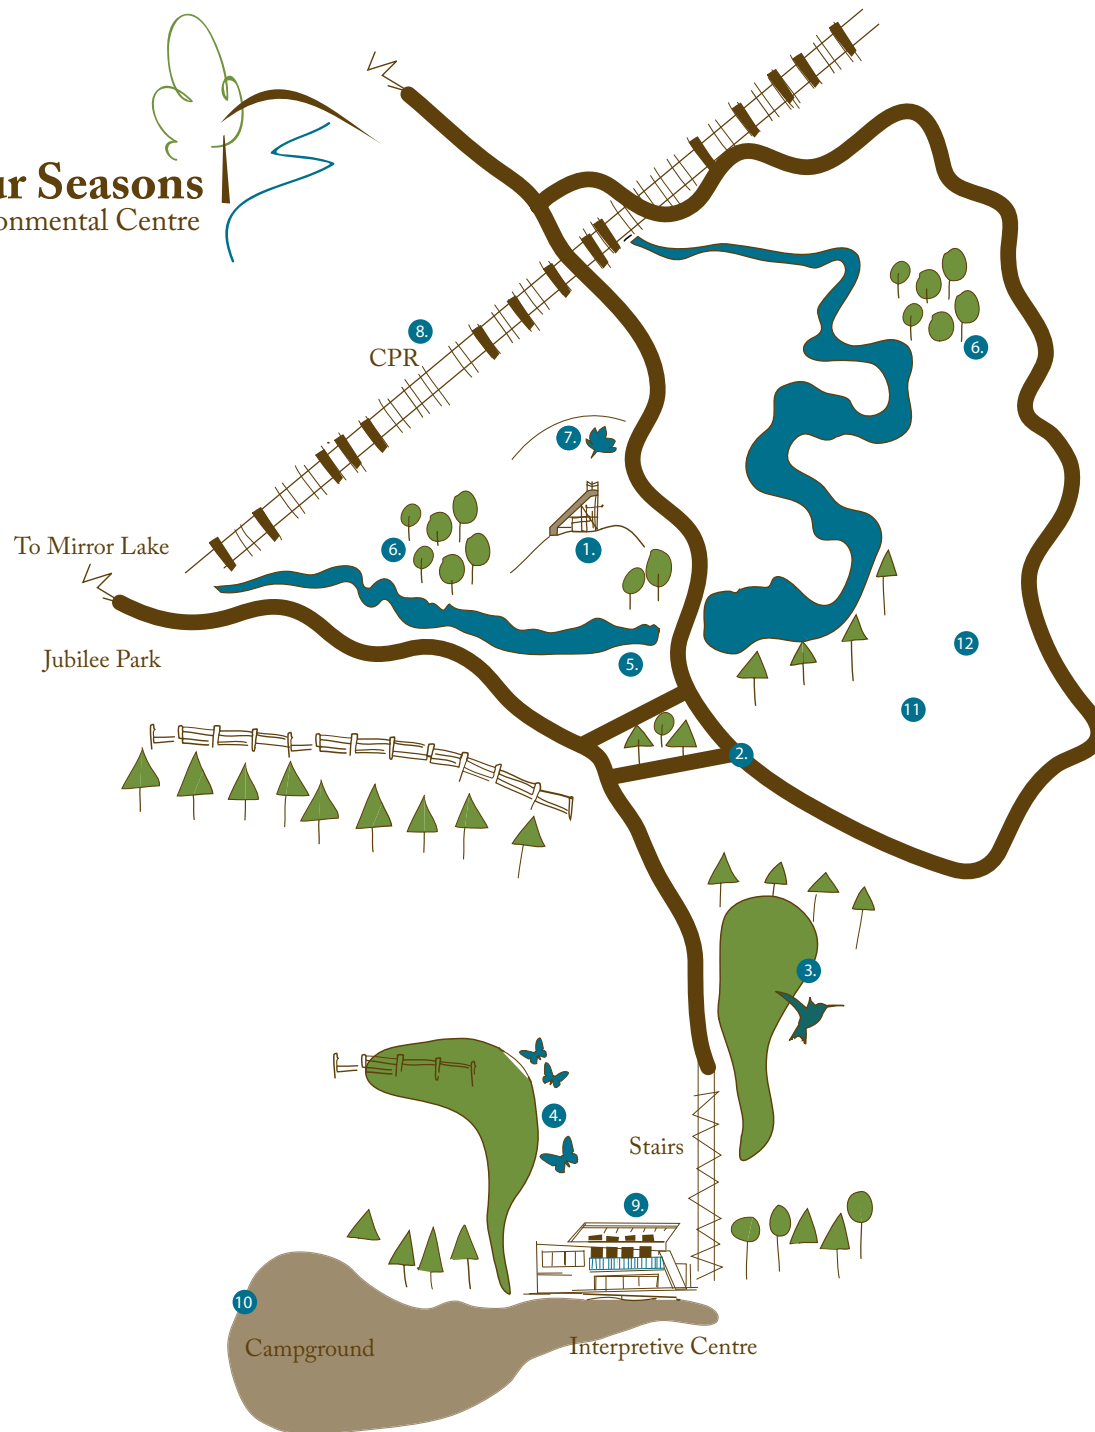 ur Seasons
onmental Centre
8.
CPR
6.
7.
To Mirror Lake
6.
1.
Jubilee Park
5.
12
11
2.
3.
4.
Stairs
9.
10
Campground
Interpretive Centre